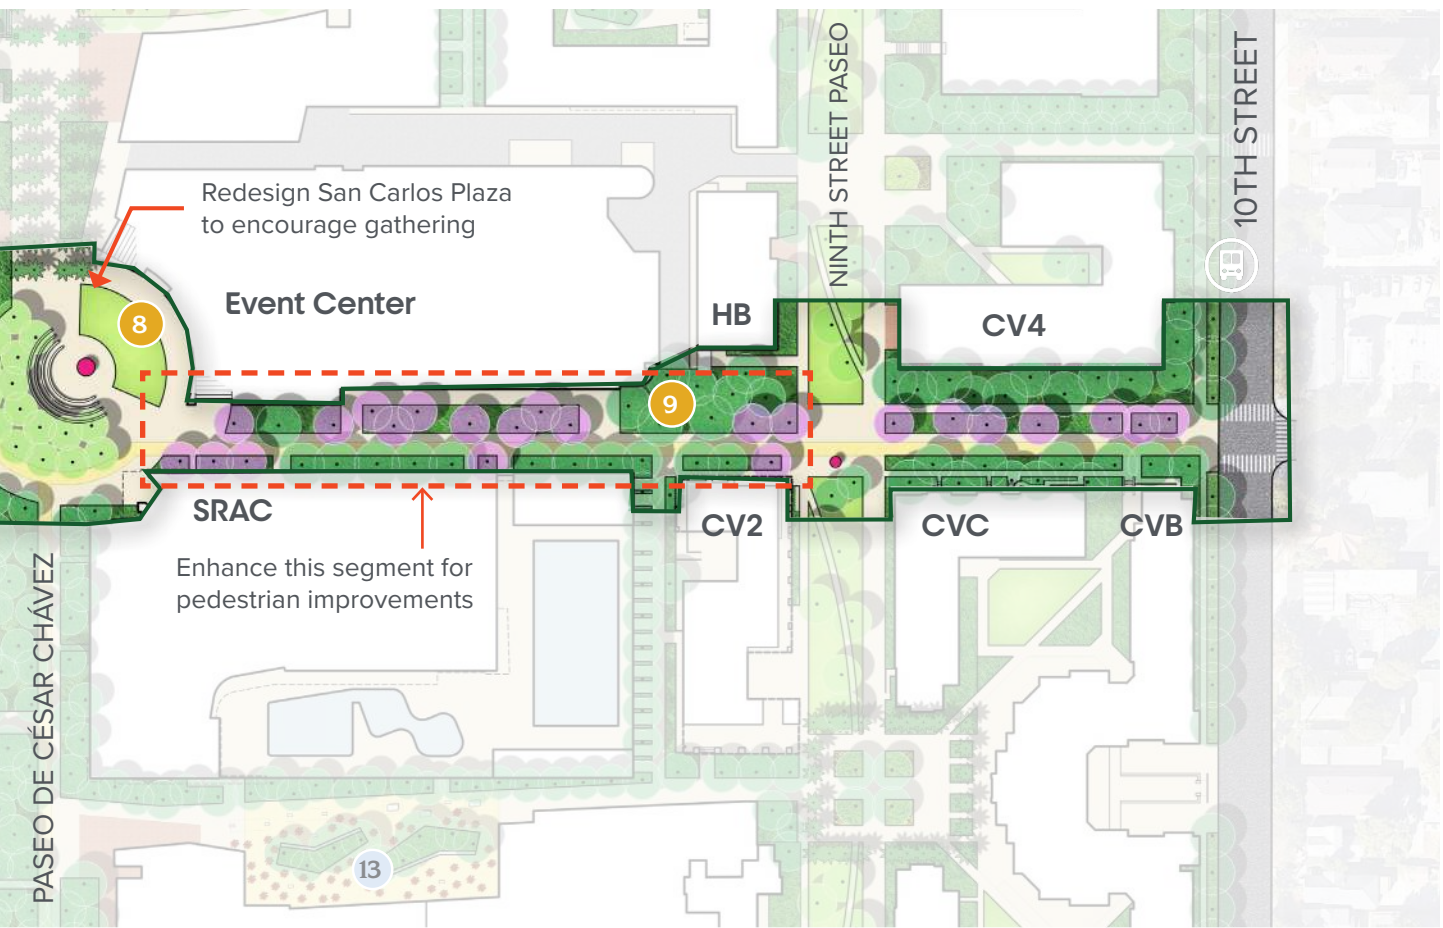 NINTH STREET PASEO
10TH STREET
Redesign San Carlos Plaza
to encourage gathering
Event Center
8
HB
CV4
9
SRAC
CV2
CVC
CVB
Enhance this segment for
pedestrian improvements
PASEO DE CÉSAR CHÁVEZ
13